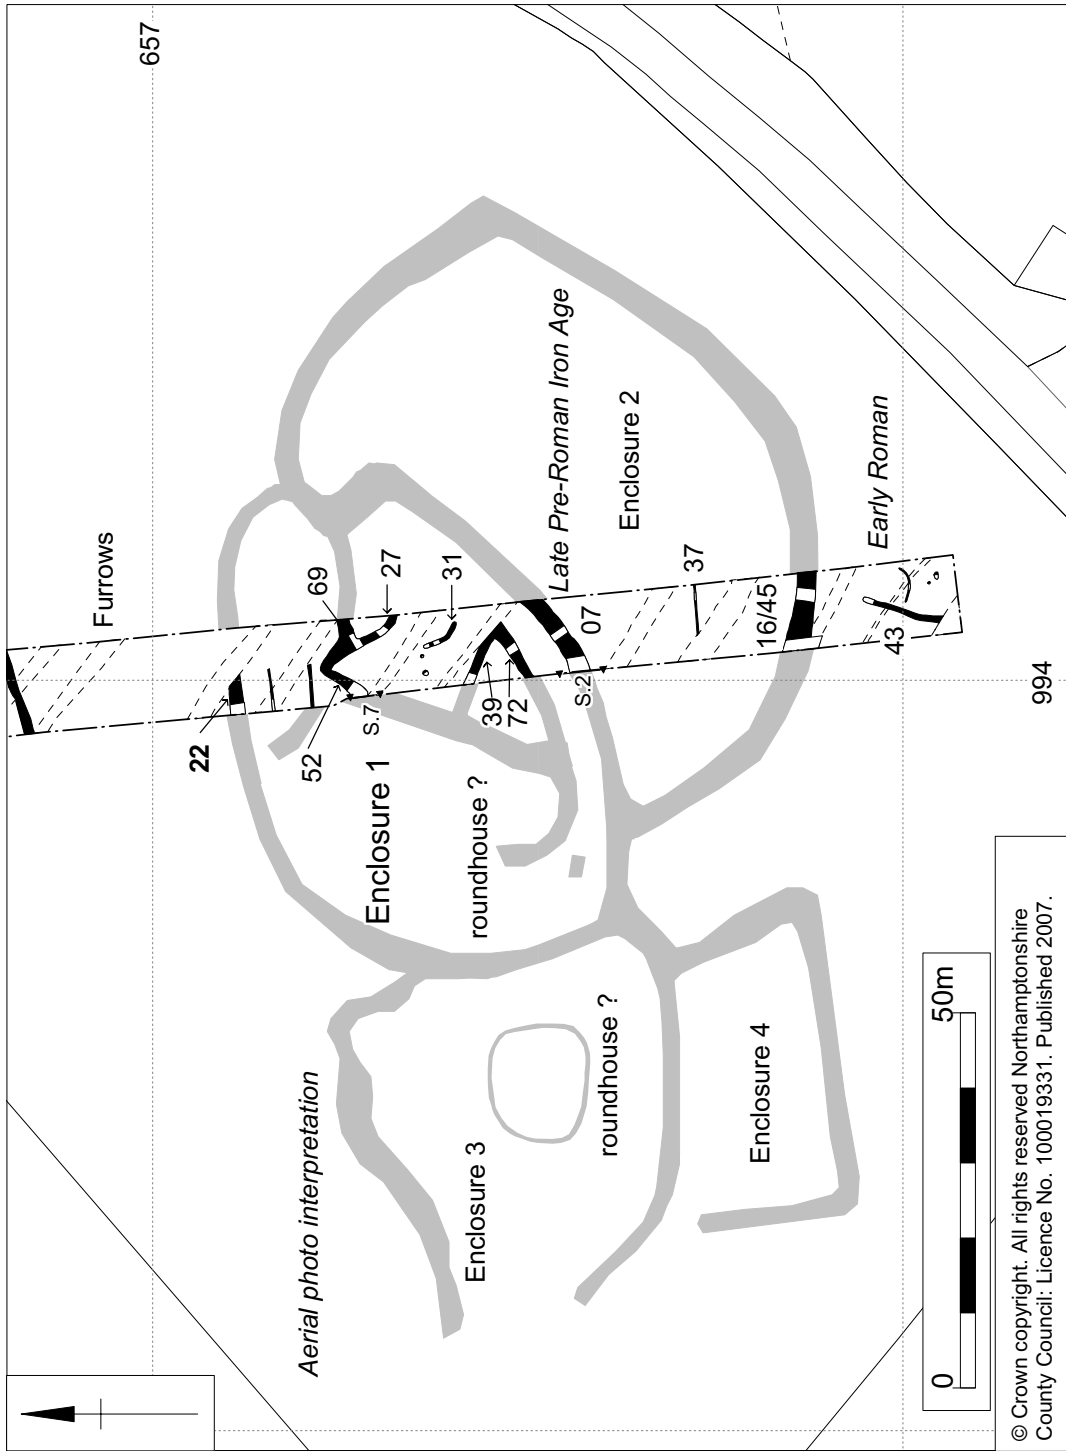 657
Furrows
22
52
69
27
31
S.7
Enclosure 1
roundhouse ?
39
72
S.2
07
Late Pre-Roman Iron Age
Enclosure 2
37
16/45
Early Roman
43
994
Aerial photo interpretation
Enclosure 3
roundhouse ?
Enclosure 4
0
50m
© Crown copyright. All rights reserved Northamptonshire
County Council: Licence No. 100019331. Published 2007.